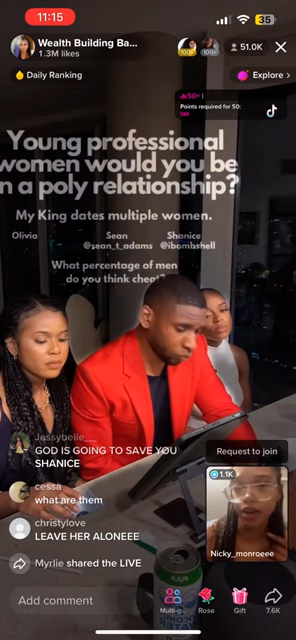 11:15
35
Wealth Building Ba...
1.3M likes
100+
100+
51.0K
Daily Ranking
Explore >
50+
Points required for 50:
Young professional
women would you be
n a poly relationship?
My King dates multiple women.
Olivia Sean Shanice
@sean_t_adams @ibombshell
What percentage of men
do you think cheat?
Jessybelle__
GOD IS GOING TO SAVE YOU
SHANICE
cessa
what are them
christylove
LEAVE HER ALONEEE
Myrlie shared the LIVE
Request to join
1.1K
Nicky_monroeee
Add comment
Multi-g...
Rose
Gift
7.6K